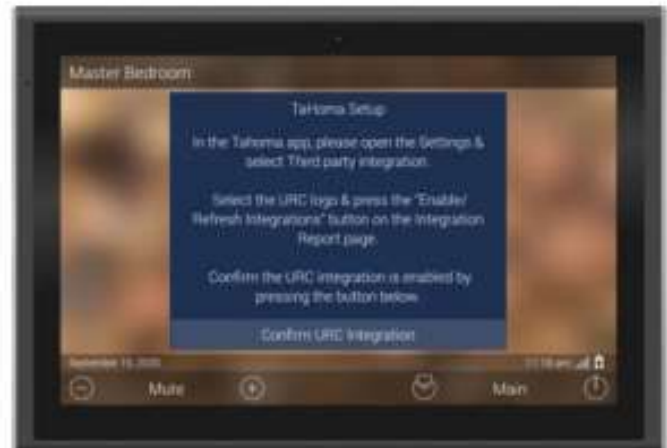 Master Bedroom
TaHoma Setup
In the Tahoma app, please open the Settings &
select Third party integration.
Select the URC logo & press the "Enable/
Refresh Integrations" button on the Integration
Report page.
Confirm the URC integration is enabled by
pressing the button below.
Confirm URC Integration
Mute
Main